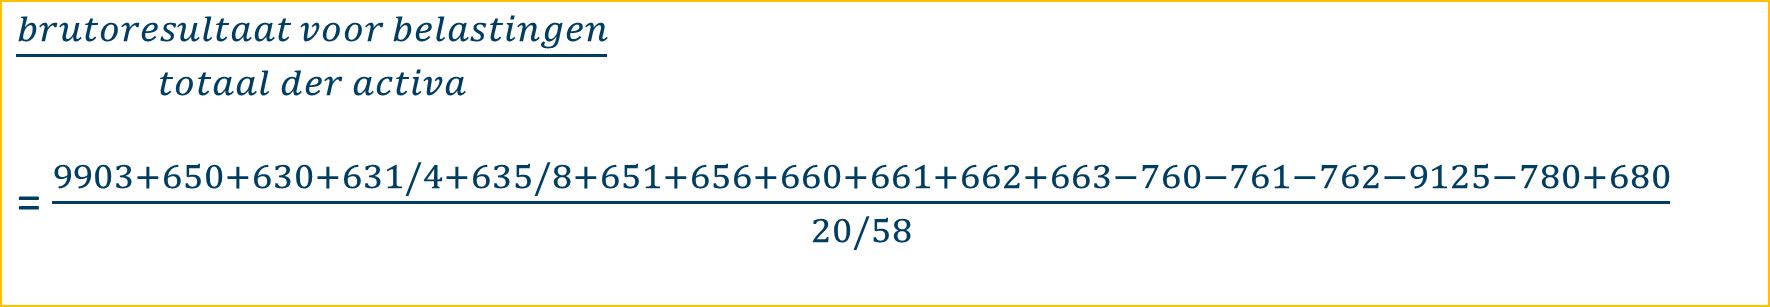 brutoresultaat voor belastingen
totaal der activa
= 9903+650+630+631/4+635/8+651+656+660+661+662+663−760−761−762−9125−780+680
20/58